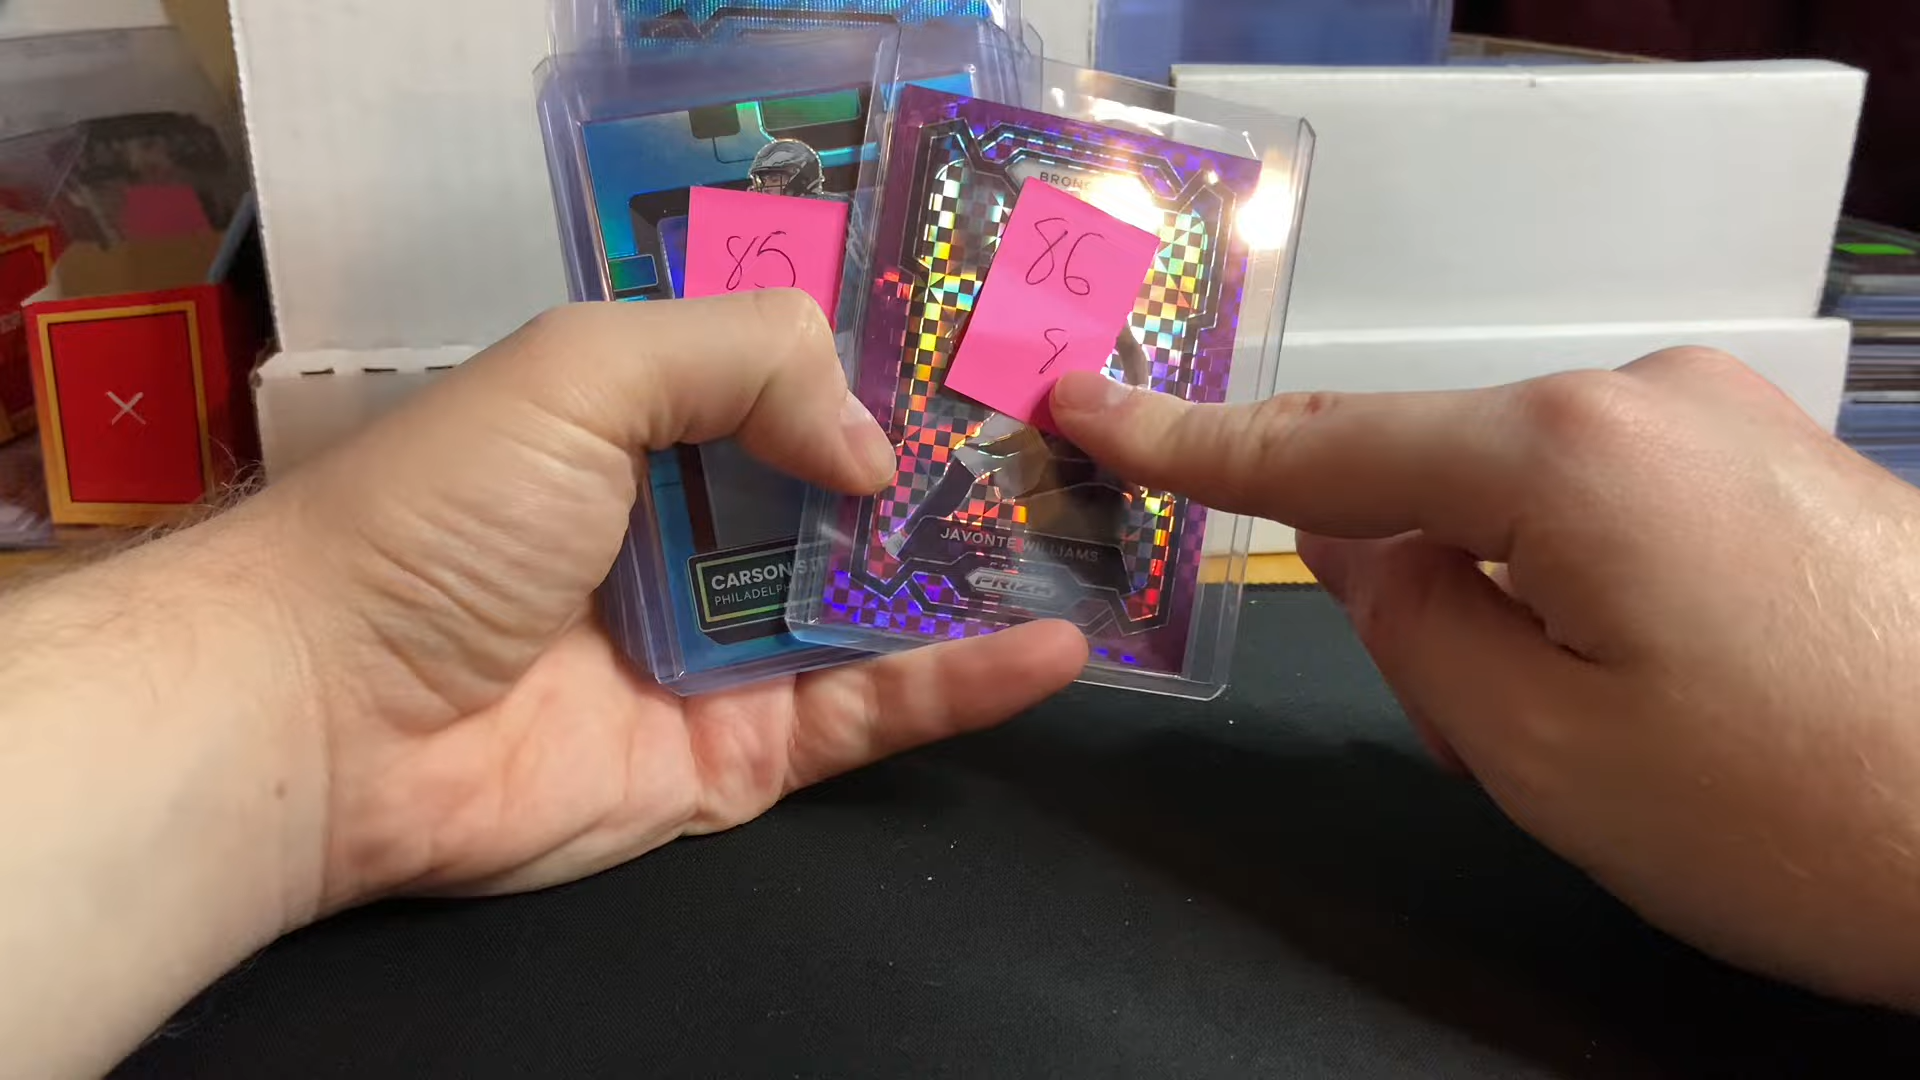 85
CARSON
PHILADELPH
BRONC
86
8
JAVONTE WILLIAMS
PRIZM